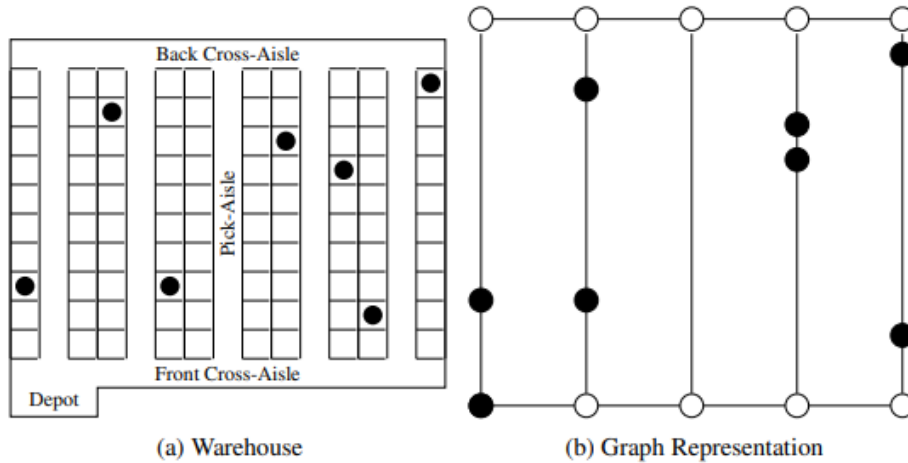 Back Cross-Aisle
Pick-Aisle
Front Cross-Aisle
Depot
(a) Warehouse
(b) Graph Representation